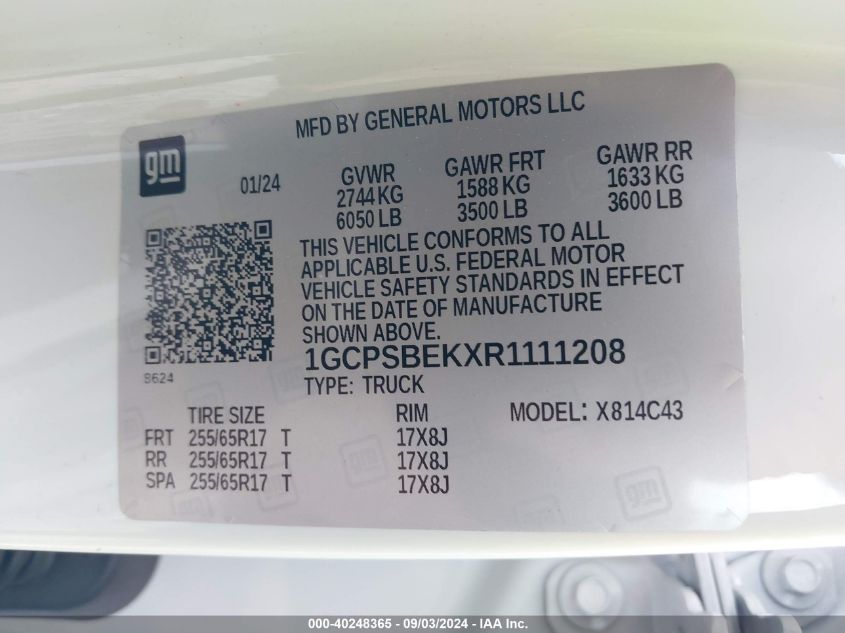 MFD BY GENERAL MOTORS LLC
gm
01/24
GVWR GAWR FRT GAWR RR
2744 KG 1588 KG 1633 KG
6050 LB 3500 LB 3600 LB
THIS VEHICLE CONFORMS TO ALL
APPLICABLE U.S. FEDERAL MOTOR
VEHICLE SAFETY STANDARDS IN EFFECT
ON THE DATE OF MANUFACTURE
SHOWN ABOVE.
1GCPSBEKXR1111208
8624
TYPE: TRUCK
TIRE SIZE RIM MODEL: X814C43
FRT 255/65R17 T 17X8J
RR 255/65R17 T 17X8J
SPA 255/65R17 T 17X8J
000-40248365 - 09/03/2024 - IAA Inc.